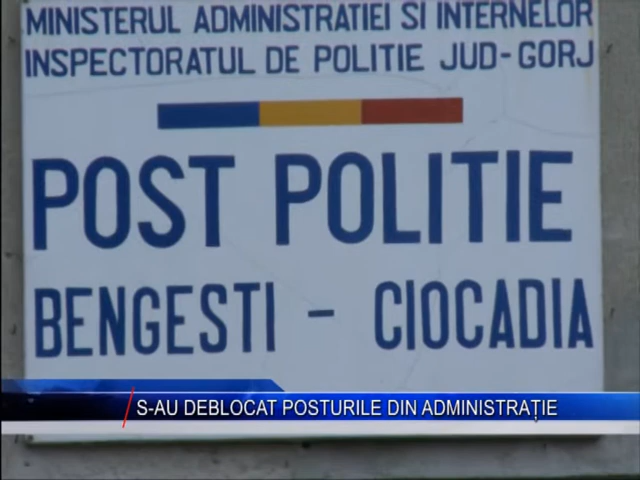 MINISTERUL ADMINISTRATIEI SI INTERNELOR
INSPECTORATUL DE POLITIE JUD-GORJ
POST POLITIE
BENGESTI - CIOCADIA
S-AU DEBLOCAT POSTURILE DIN ADMINISTRAȚIE